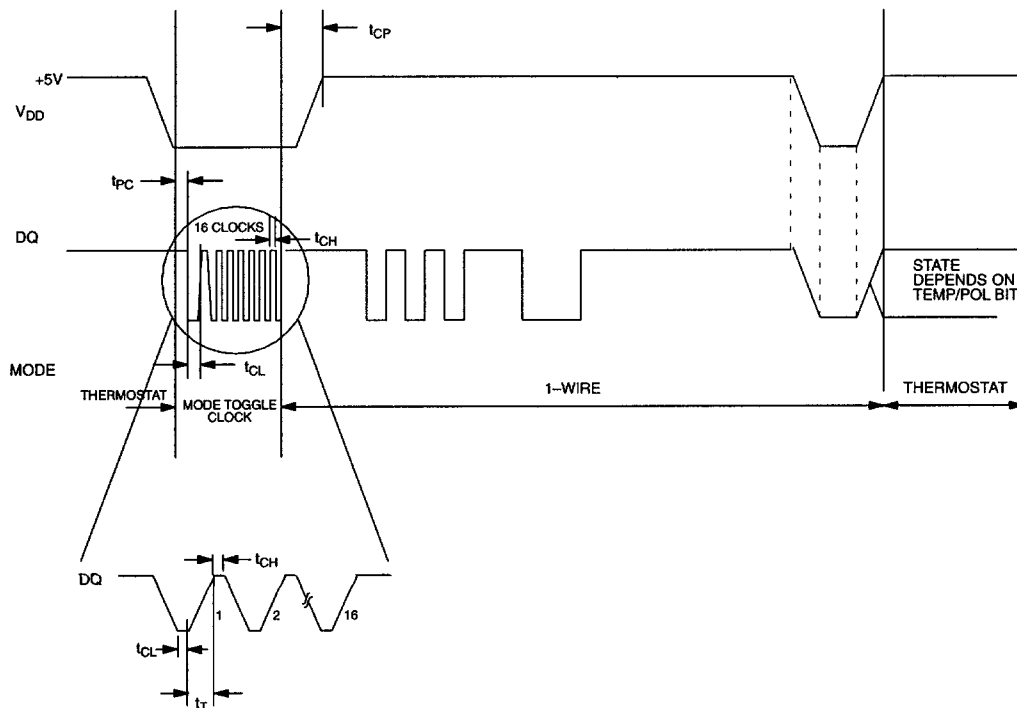 tCP
+5V
VDD
tPC
16 CLOCKS
DQ
tCH
STATE
DEPENDS ON
TEMP/POL BIT
tCL
MODE
THERMOSTAT
MODE TOGGLE
CLOCK
1--WIRE
THERMOSTAT
tCH
DQ
1
2
16
tCL
tT